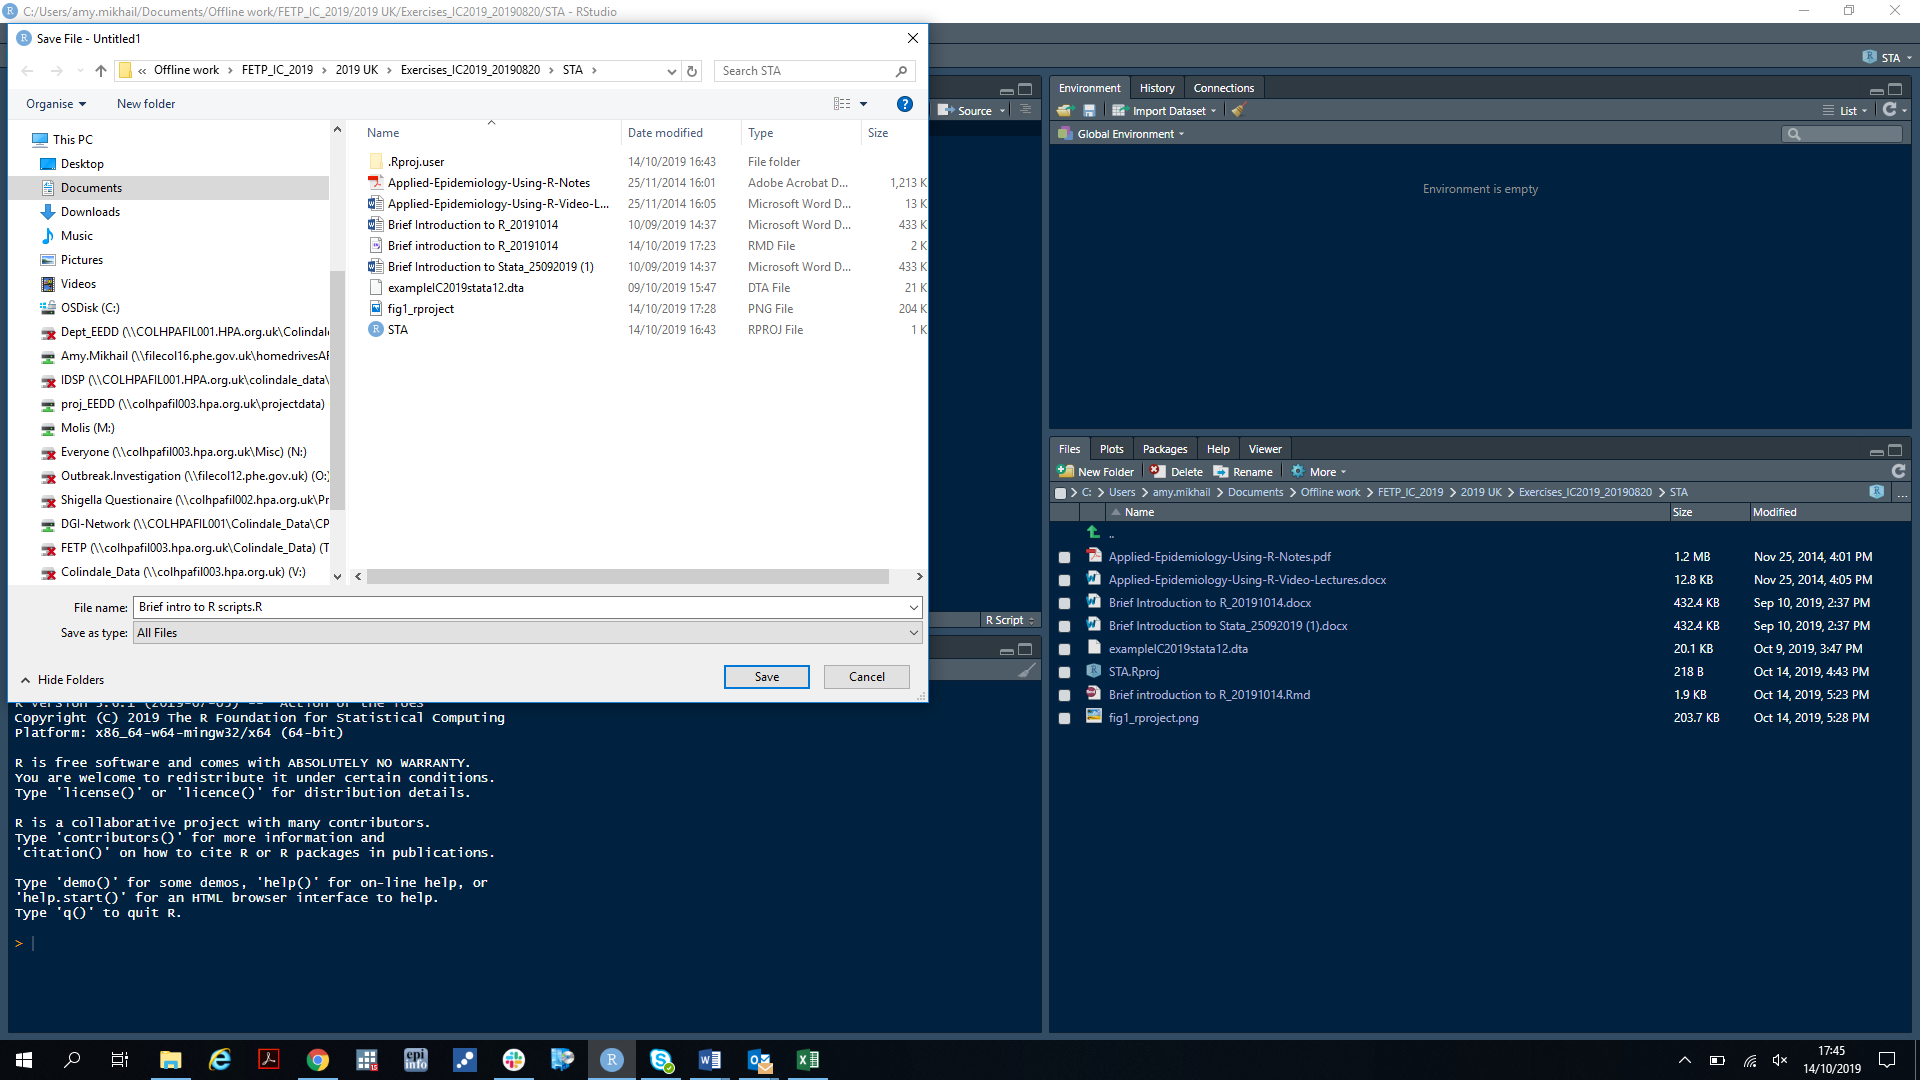 C:/Users/amy.mikhail/Documents/Offline work/FETP_IC_2019/2019 UK/Exercises_IC2019_20190820/STA - RStudio
Save File - Untitled1
« Offline work › FETP_IC_2019 › 2019 UK › Exercises_IC2019_20190820 › STA ›
Search STA
Organise
New folder
This PC
Desktop
Documents
Downloads
Music
Pictures
Videos
OSDisk (C:)
Dept_EEDD (\\COLHPAFIL001.HPA.org.uk\Colindale
Amy.Mikhail (\\filecol16.phe.gov.uk\homedrivesAF
IDSP (\\COLHPAFIL001.HPA.org.uk\colindale_data\
proj_EEDD (\\colhpafil003.hpa.org.uk\projectdata)
Molis (M:)
Everyone (\\colhpafil003.hpa.org.uk\Misc) (N:)
Outbreak.Investigation (\\filecol12.phe.gov.uk) (O:)
Shigella Questionaire (\\colhpafil002.hpa.org.uk\Pr
DGI-Network (\\COLHPAFIL001\Colindale_Data\CP
FETP (\\colhpafil003.hpa.org.uk\Colindale_Data) (T
Colindale_Data (\\colhpafil003.hpa.org.uk) (V:)
Name Date modified Type Size
.Rproj.user 14/10/2019 16:43 File folder
Applied-Epidemiology-Using-R-Notes 25/11/2014 16:01 Adobe Acrobat D... 1,213 K
Applied-Epidemiology-Using-R-Video-L... 25/11/2014 16:05 Microsoft Word D... 13 K
Brief Introduction to R_20191014 10/09/2019 14:37 Microsoft Word D... 433 K
Brief introduction to R_20191014 14/10/2019 17:23 RMD File 2 K
Brief Introduction to Stata_25092019 (1) 10/09/2019 14:37 Microsoft Word D... 433 K
exampleIC2019stata12.dta 09/10/2019 15:47 DTA File 21 K
fig1_rproject 14/10/2019 17:28 PNG File 204 K
STA 14/10/2019 16:43 RPROJ File 1 K
File name: Brief intro to R scripts.R
Save as type: All Files
Hide Folders
Save
Cancel
Source
R Script
R version 3.6.1 (2019-07-05) -- "Action of the Toes"
Copyright (C) 2019 The R Foundation for Statistical Computing
Platform: x86_64-w64-mingw32/x64 (64-bit)
R is free software and comes with ABSOLUTELY NO WARRANTY.
You are welcome to redistribute it under certain conditions.
Type 'license()' or 'licence()' for distribution details.
R is a collaborative project with many contributors.
Type 'contributors()' for more information and
'citation()' on how to cite R or R packages in publications.
Type 'demo()' for some demos, 'help()' for on-line help, or
'help.start()' for an HTML browser interface to help.
Type 'q()' to quit R.
>
STA
Environment History Connections
Import Dataset List
Global Environment
Environment is empty
Files Plots Packages Help Viewer
New Folder Delete Rename More
C: › Users › amy.mikhail › Documents › Offline work › FETP_IC_2019 › 2019 UK › Exercises_IC2019_20190820 › STA ...
Name Size Modified
..
Applied-Epidemiology-Using-R-Notes.pdf 1.2 MB Nov 25, 2014, 4:01 PM
Applied-Epidemiology-Using-R-Video-Lectures.docx 12.8 KB Nov 25, 2014, 4:05 PM
Brief Introduction to R_20191014.docx 432.4 KB Sep 10, 2019, 2:37 PM
Brief Introduction to Stata_25092019 (1).docx 432.4 KB Sep 10, 2019, 2:37 PM
exampleIC2019stata12.dta 20.1 KB Oct 9, 2019, 3:47 PM
STA.Rproj 218 B Oct 14, 2019, 4:43 PM
Brief introduction to R_20191014.Rmd 1.9 KB Oct 14, 2019, 5:23 PM
fig1_rproject.png 203.7 KB Oct 14, 2019, 5:28 PM
epi info
17:45
14/10/2019